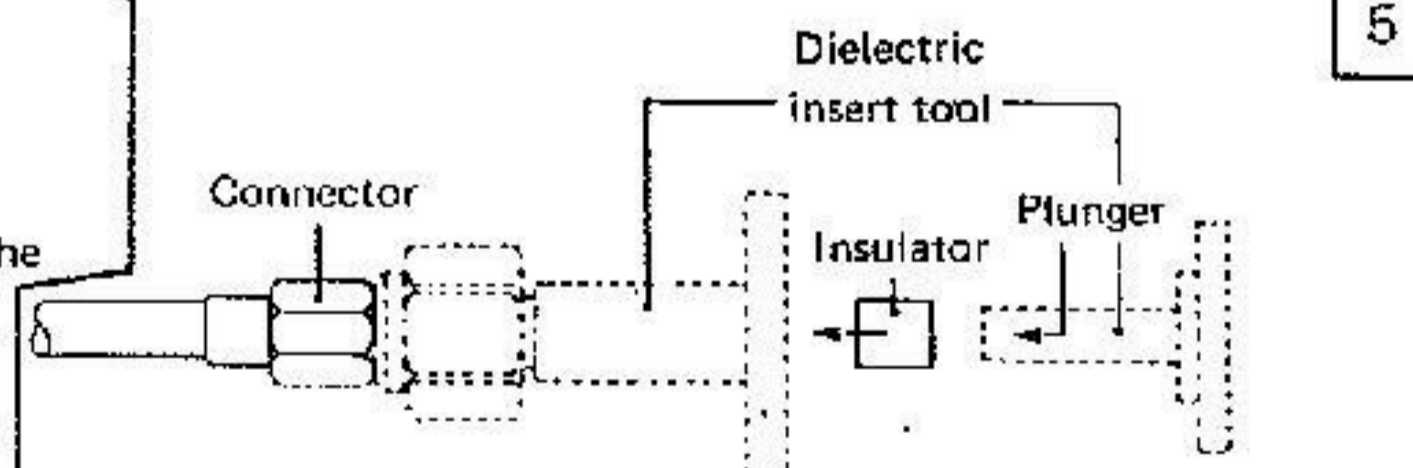 5
Dielectric
insert tool
Connector
Plunger
he
Insulator